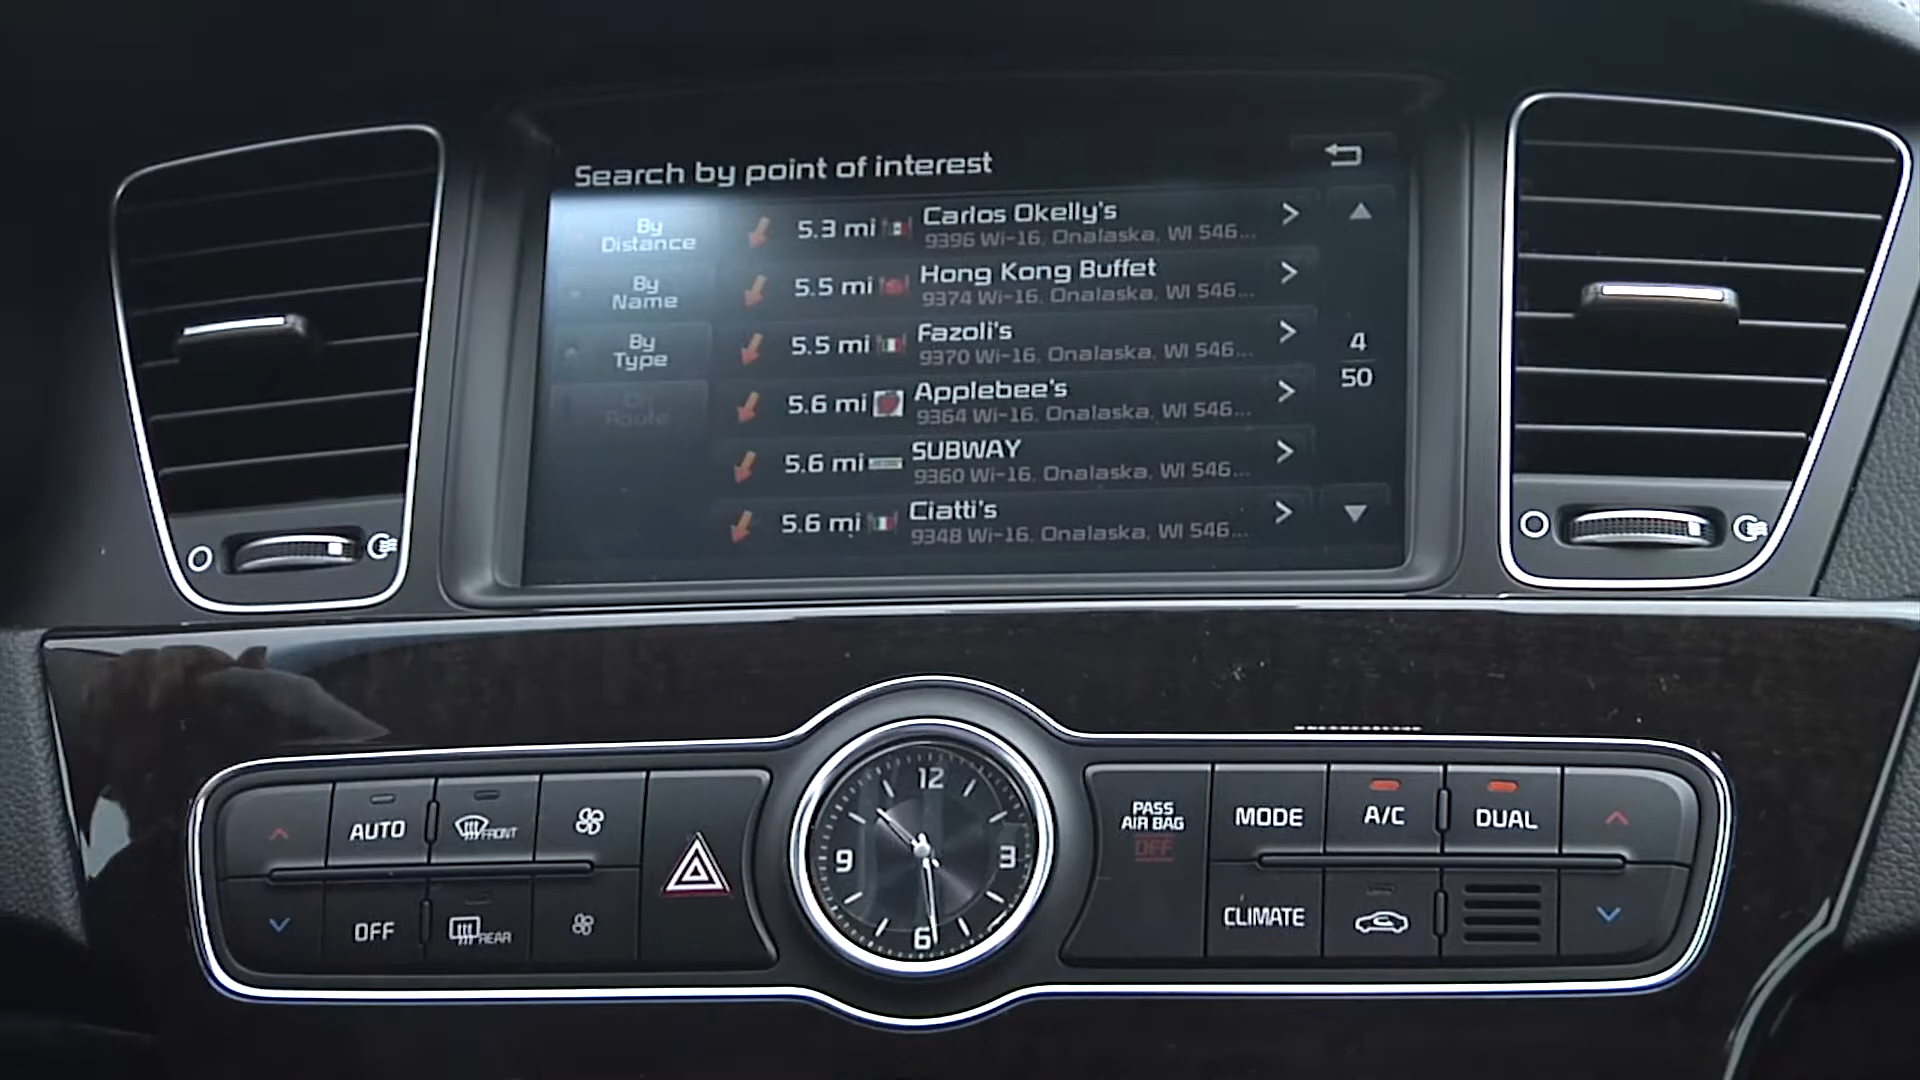 Search by point of interest
By
Distance
By
Name
By
Type
On
Route
5.3 mi Carlos Okelly's
9396 Wi-16, Onalaska, WI 546...
5.5 mi Hong Kong Buffet
9374 Wi-16, Onalaska, WI 546...
5.5 mi Fazoli's
9370 Wi-16, Onalaska, WI 546...
5.6 mi Applebee's
9364 Wi-16, Onalaska, WI 546...
5.6 mi SUBWAY
9360 Wi-16, Onalaska, WI 546...
5.6 mi Ciatti's
9348 Wi-16, Onalaska, WI 546...
4
50
AUTO
FRONT
OFF
REAR
12
3
6
9
PASS
AIR BAG
OFF
MODE
A/C
DUAL
CLIMATE